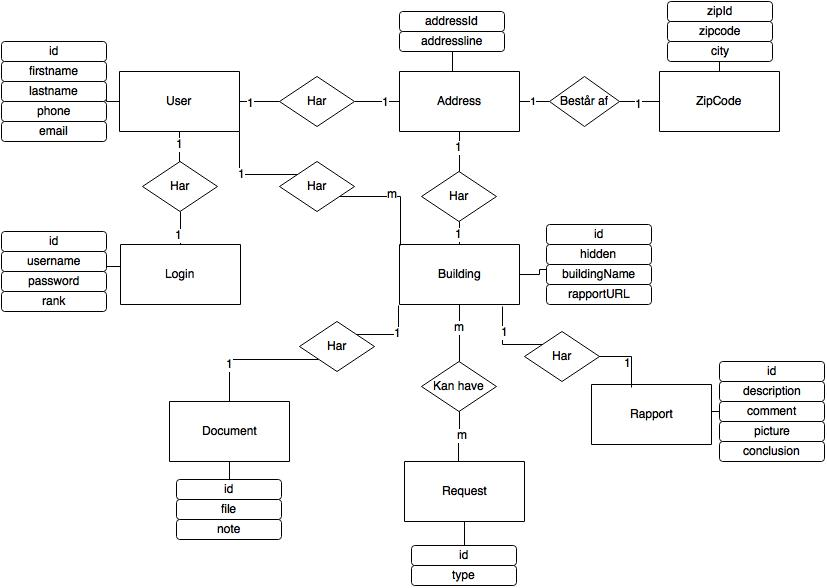 addressId
addressline
zipId
zipcode
city
id
firstname
lastname
phone
email
User
1
Har
1
Address
1
Består af
1
ZipCode
1
1
Har
m
1
Har
1
Har
1
id
username
password
rank
Login
Building
id
hidden
buildingName
rapportURL
1
Har
1
m
Kan have
m
1
Har
1
Document
id
file
note
Request
id
type
Rapport
id
description
comment
picture
conclusion